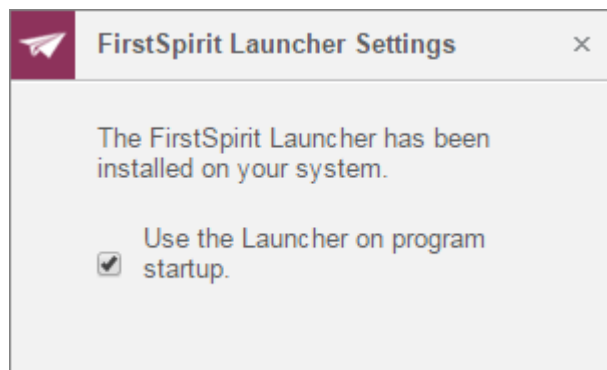 FirstSpirit Launcher Settings
The FirstSpirit Launcher has been
installed on your system.
Use the Launcher on program
startup.